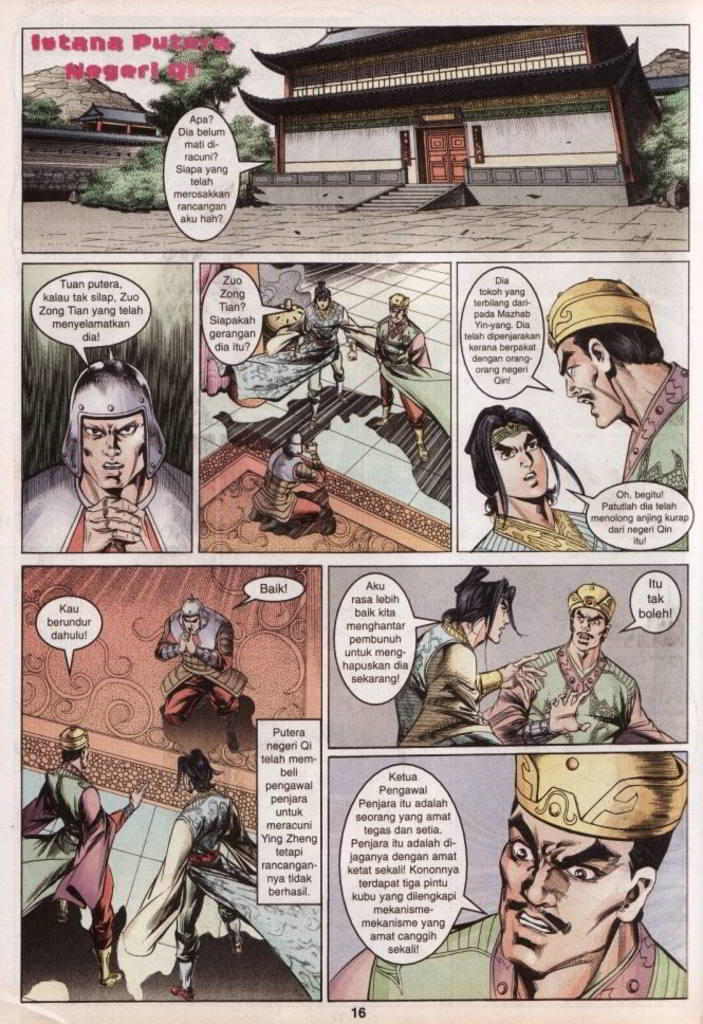 Istana Putera
Negeri Qi
Apa?
Dia belum
mati di-
racuni?
Siapa yang
telah
merosakkan
rancangan
aku hah?
Tuan putera,
kalau tak silap, Zuo
Zong Tian yang telah
menyelamatkan
dia!
Zuo
Zong
Tian?
Siapakah
gerangan
dia itu?
Dia
tokoh yang
terbilang dari-
pada Mazhab
Yin-yang. Dia
telah dipenjarakan
kerana berpakat
dengan orang-
orang negeri
Qin!
Oh, begitu!
Patutlah dia telah
menolong anjing kurap
dari negeri Qin
itu!
Kau
berundur
dahulu!
Baik!
Putera
negeri Qi
telah mem-
beli
pengawal
penjara
untuk
meracuni
Ying Zheng
tetapi
rancangan-
nya tidak
berhasil.
Aku
rasa lebih
baik kita
menghantar
pembunuh
untuk meng-
hapuskan dia
sekarang!
Itu
tak
boleh!
Ketua
Pengawal
Penjara itu adalah
seorang yang amat
tegas dan setia.
Penjara itu adalah di-
jaganya dengan amat
ketat sekali! Kononnya
terdapat tiga pintu
kubu yang dilengkapi
mekanisme-
mekanisme yang
amat canggih
sekali!
16